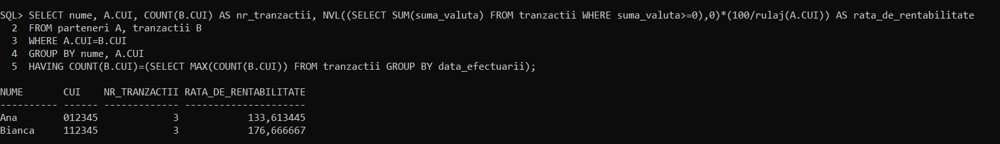 SQL> SELECT nume, A.CUI, COUNT(B.CUI) AS nr_tranzactii, NVL((SELECT SUM(suma_valuta) FROM tranzactii WHERE suma_valuta>=0),0)*(100/rulaj(A.CUI)) AS rata_de_rentabilitate
  2  FROM parteneri A, tranzactii B
  3  WHERE A.CUI=B.CUI
  4  GROUP BY nume, A.CUI
  5  HAVING COUNT(B.CUI)=(SELECT MAX(COUNT(B.CUI)) FROM tranzactii GROUP BY data_efectuarii);
NUME       CUI    NR_TRANZACTII RATA_DE_RENTABILITATE
---------- ------ ------------- ---------------------
Ana        012345             3            133,613445
Bianca     112345             3            176,666667